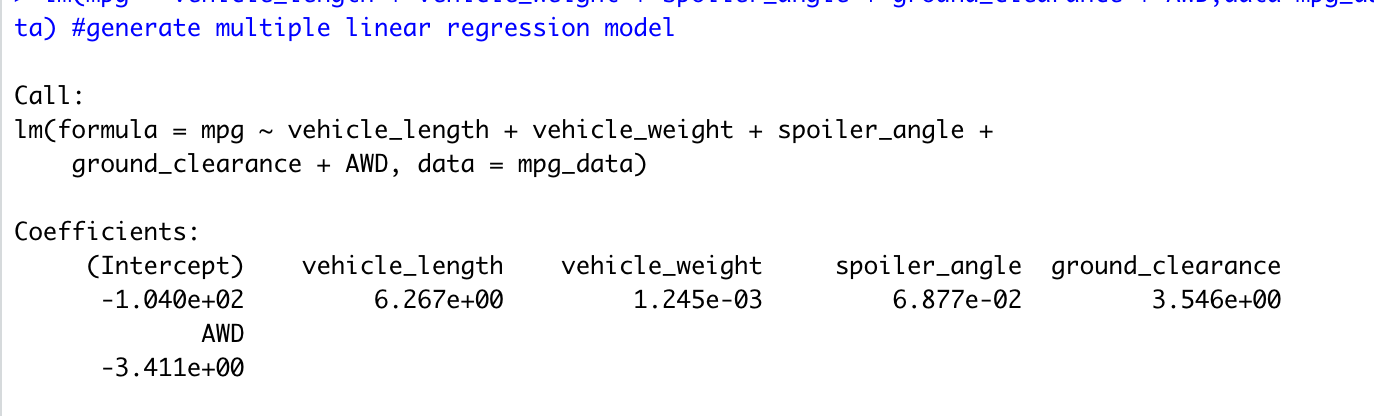 ta) #generate multiple linear regression model
Call:
lm(formula = mpg ~ vehicle_length + vehicle_weight + spoiler_angle +
    ground_clearance + AWD, data = mpg_data)
Coefficients:
     (Intercept)    vehicle_length    vehicle_weight     spoiler_angle  ground_clearance
      -1.040e+02         6.267e+00         1.245e-03         6.877e-02         3.546e+00
             AWD
      -3.411e+00